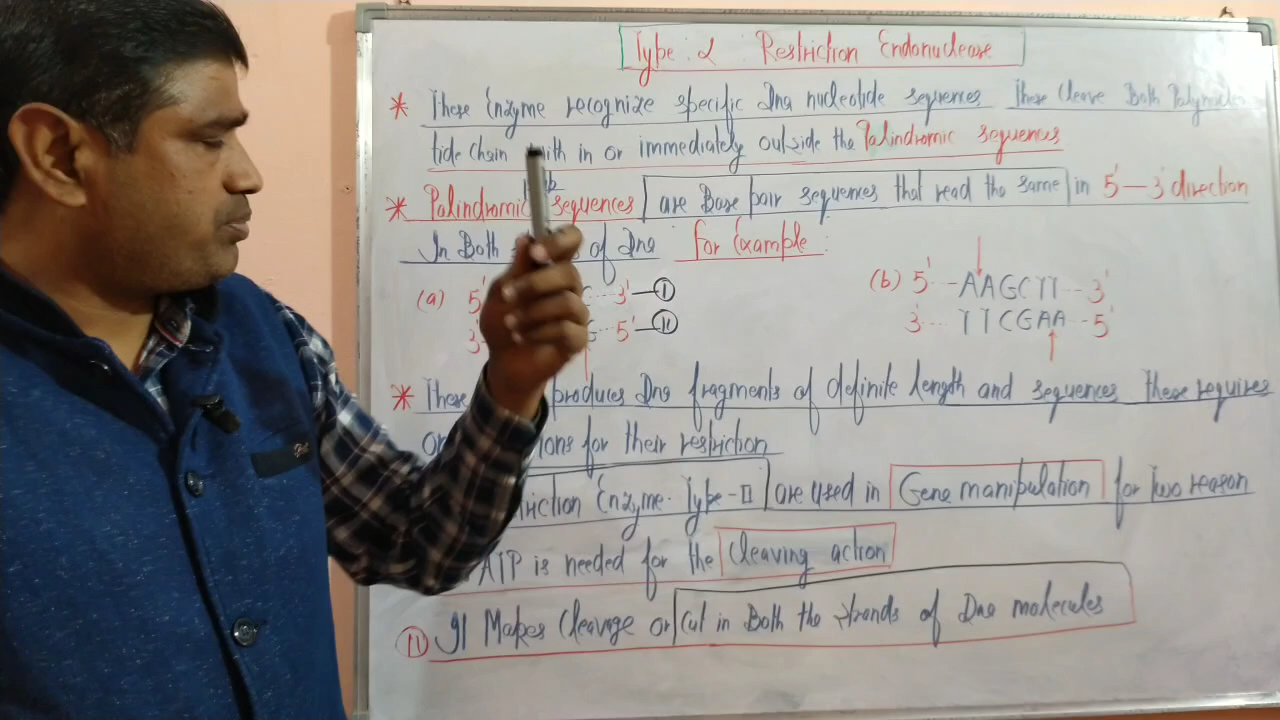 Type : 2 Restriction Endonuclease
* These Enzyme recognize specific Dna nucleotide sequences These cleave Both Polynucleo
tide chain with in or immediately outside the Palindromic sequences
* Palindromic sequences are Base pair sequences that read the same in 5' — 3' direction
In Both of Dna For Example :
(a) 5' 3' — I
3' G 5' — II
(b) 5' -- AAGCTT -- 3'
3' -- TTCGAA -- 5'
* These produces Dna fragments of definite length and sequences these requires
ions for their restriction
Enzyme - Type - II are used in Gene manipulation for Two reason
ATP is needed for the cleaving action
II It Makes Cleavage or Cut in Both the strands of Dna molecules